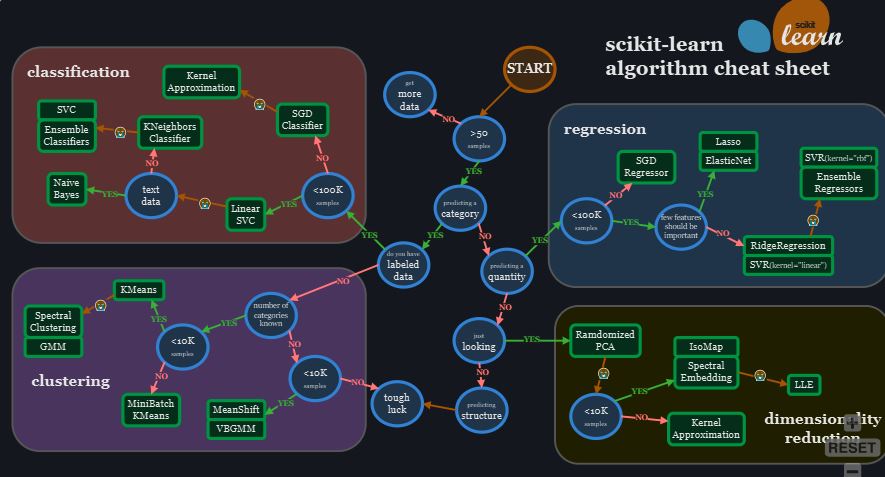 scikit
learn
scikit-learn
algorithm cheat sheet
START
get
more
data
NO
>50
samples
YES
predicting a
category
YES
NO
do you have
labeled
data
YES
NO
predicting a
quantity
YES
NO
just
looking
YES
NO
predicting
structure
tough
luck
classification
Kernel
Approximation
SVC
Ensemble
Classifiers
KNeighbors
Classifier
SGD
Classifier
NO
NO
Naive
Bayes
YES
text
data
Linear
SVC
YES
<100K
samples
regression
SGD
Regressor
Lasso
ElasticNet
SVR(kernel="rbf")
Ensemble
Regressors
NO
YES
<100K
samples
YES
few features
should be
important
NO
RidgeRegression
SVR(kernel="linear")
clustering
KMeans
Spectral
Clustering
GMM
YES
<10K
samples
YES
number of
categories
known
NO
NO
MiniBatch
KMeans
<10K
samples
NO
YES
MeanShift
VBGMM
dimensionality
reduction
Randomized
PCA
IsoMap
Spectral
Embedding
LLE
YES
<10K
samples
NO
Kernel
Approximation
RESET